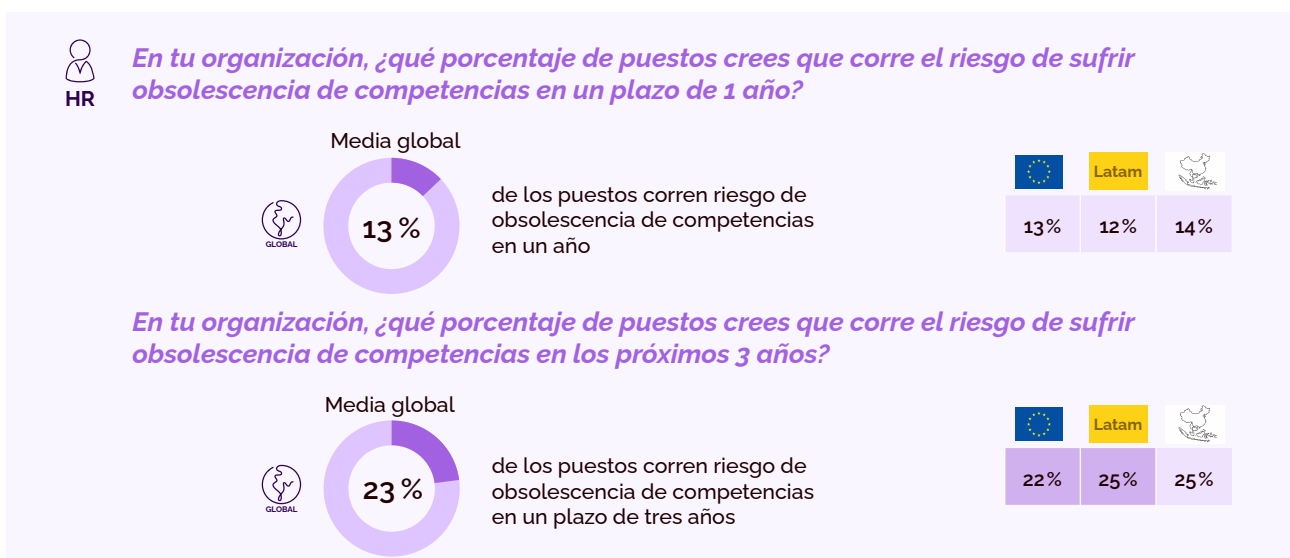 En tu organización, ¿qué porcentaje de puestos crees que corre el riesgo de sufrir
obsolescencia de competencias en un plazo de 1 año?
HR
Media global
13 %
GLOBAL
de los puestos corren riesgo de
obsolescencia de competencias
en un año
Latam
13% 12% 14%
En tu organización, ¿qué porcentaje de puestos crees que corre el riesgo de sufrir
obsolescencia de competencias en los próximos 3 años?
Media global
23 %
GLOBAL
de los puestos corren riesgo de
obsolescencia de competencias
en un plazo de tres años
Latam
22% 25% 25%